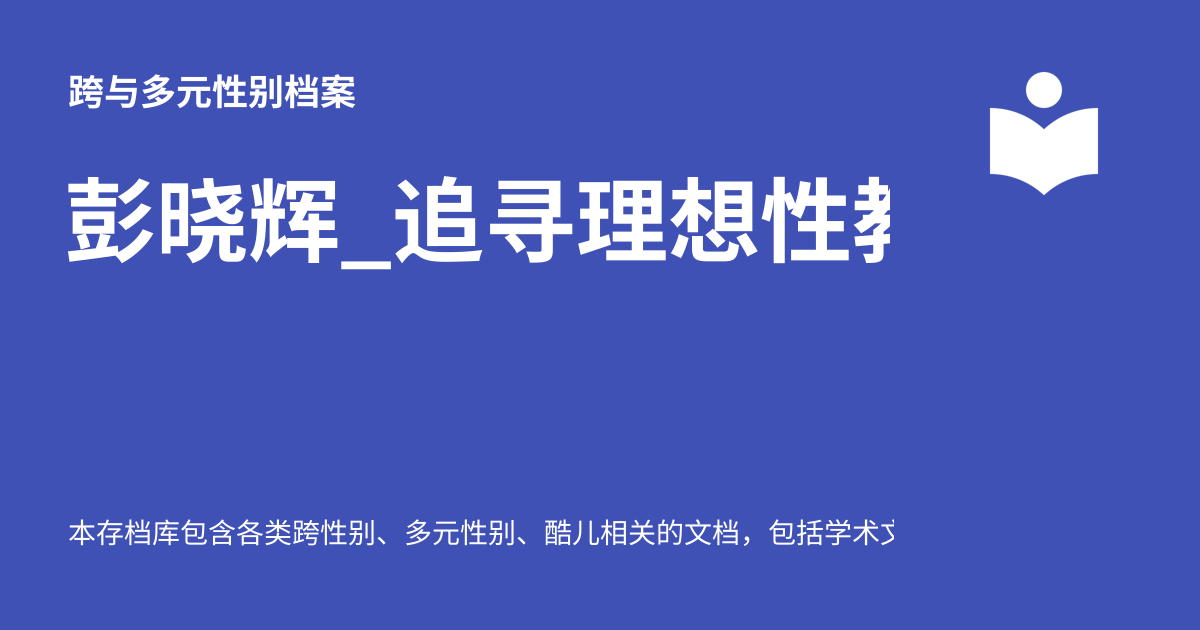 跨与多元性别档案
彭晓辉_追寻理想性教
本存档库包含各类跨性别、多元性别、酷儿相关的文档，包括学术文